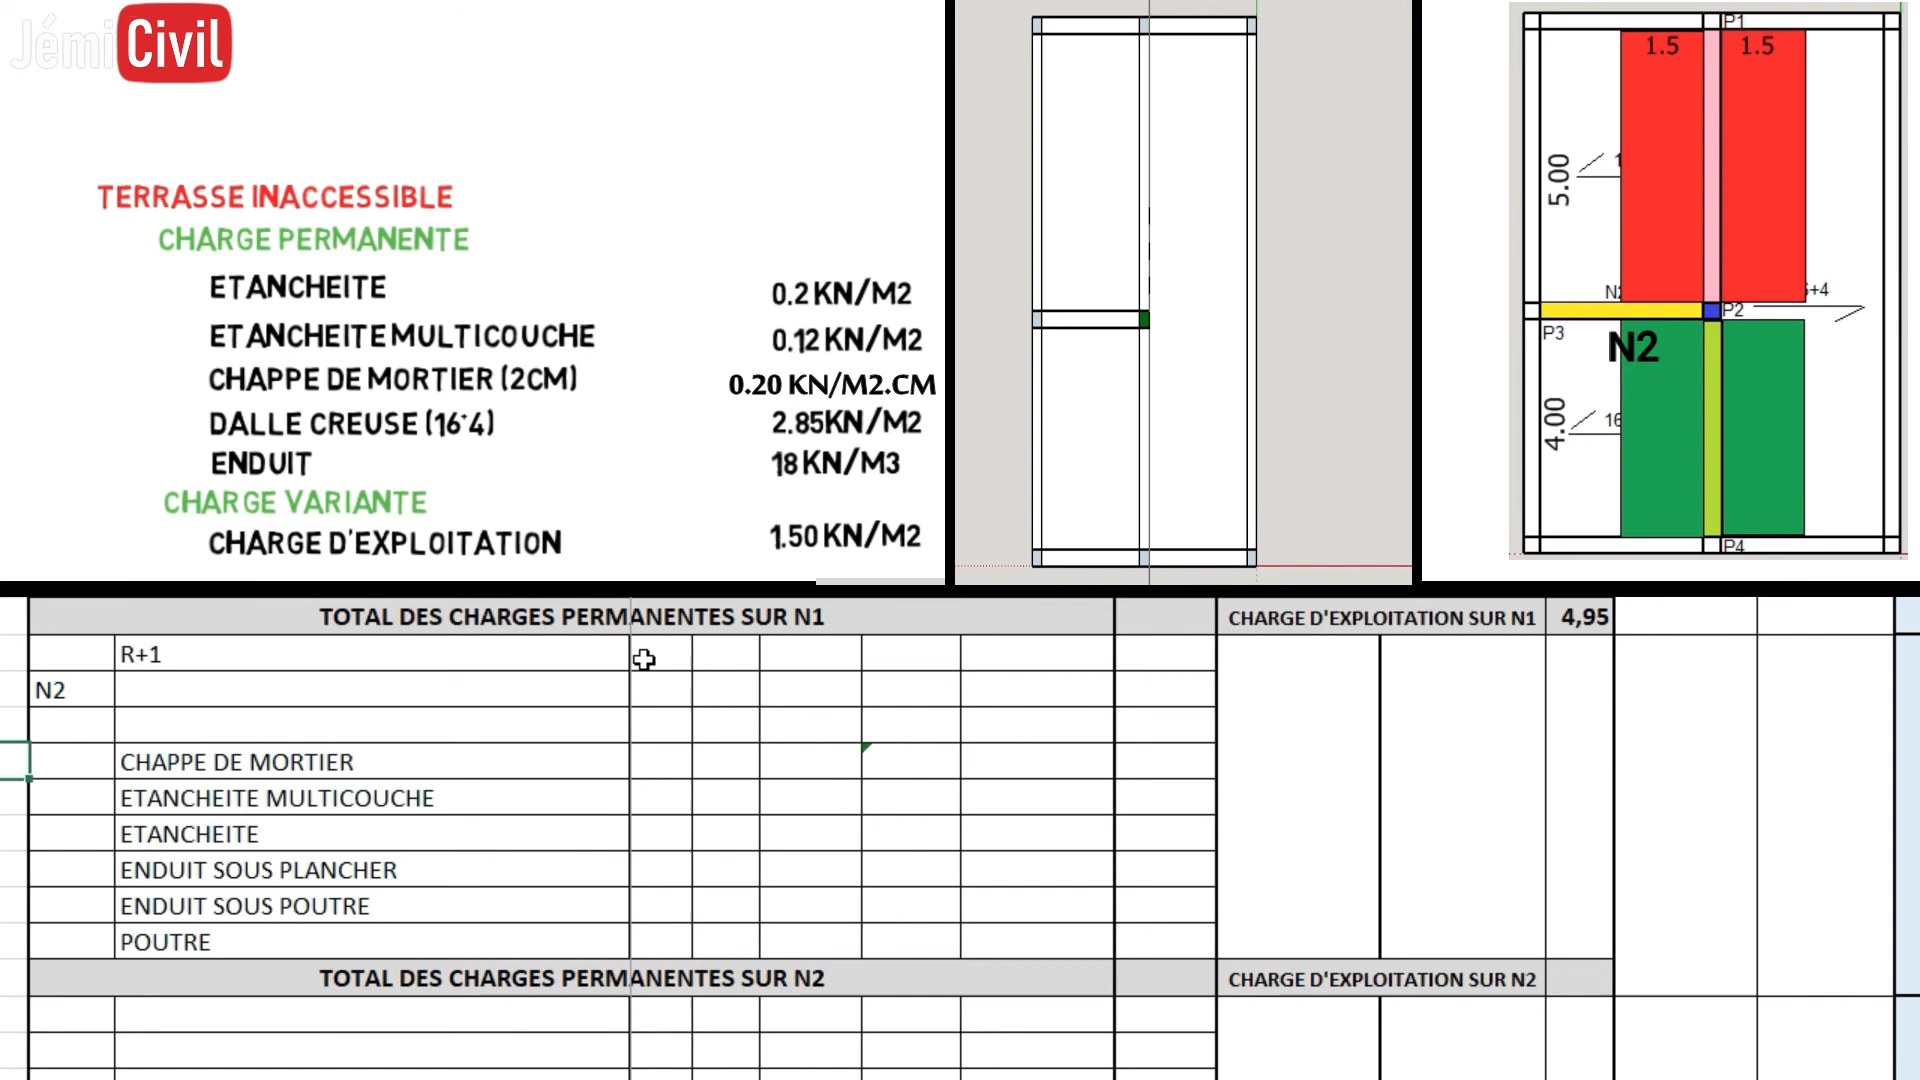 Jémi Civil
TERRASSE INACCESSIBLE
CHARGE PERMANENTE
ETANCHEITE 0.2 KN/M2
ETANCHEITE MULTICOUCHE 0.12 KN/M2
CHAPPE DE MORTIER (2CM) 0.20 KN/M2.CM
DALLE CREUSE (16+4) 2.85KN/M2
ENDUIT 18 KN/M3
CHARGE VARIANTE
CHARGE D'EXPLOITATION 1.50 KN/M2
P1
1.5 1.5
5.00
+4
P2
P3
N2
4.00
16
P4
TOTAL DES CHARGES PERMANENTES SUR N1 CHARGE D'EXPLOITATION SUR N1 4,95
R+1
N2
CHAPPE DE MORTIER
ETANCHEITE MULTICOUCHE
ETANCHEITE
ENDUIT SOUS PLANCHER
ENDUIT SOUS POUTRE
POUTRE
TOTAL DES CHARGES PERMANENTES SUR N2 CHARGE D'EXPLOITATION SUR N2